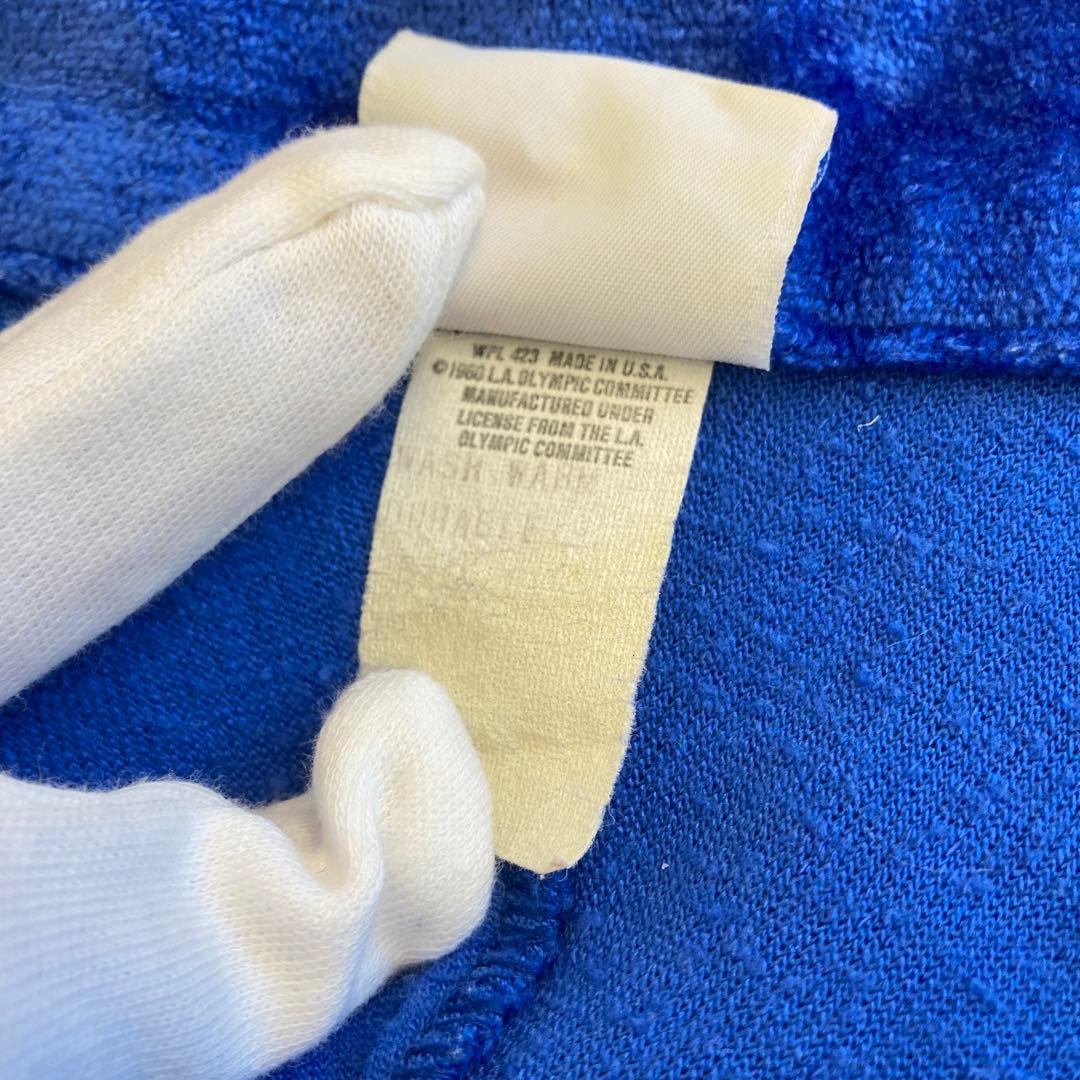 WPL 423 MADE IN U.S.A.
©1980 L.A. OLYMPIC COMMITTEE
MANUFACTURED UNDER
LICENSE FROM THE L.A.
OLYMPIC COMMITTEE
WASH WARM